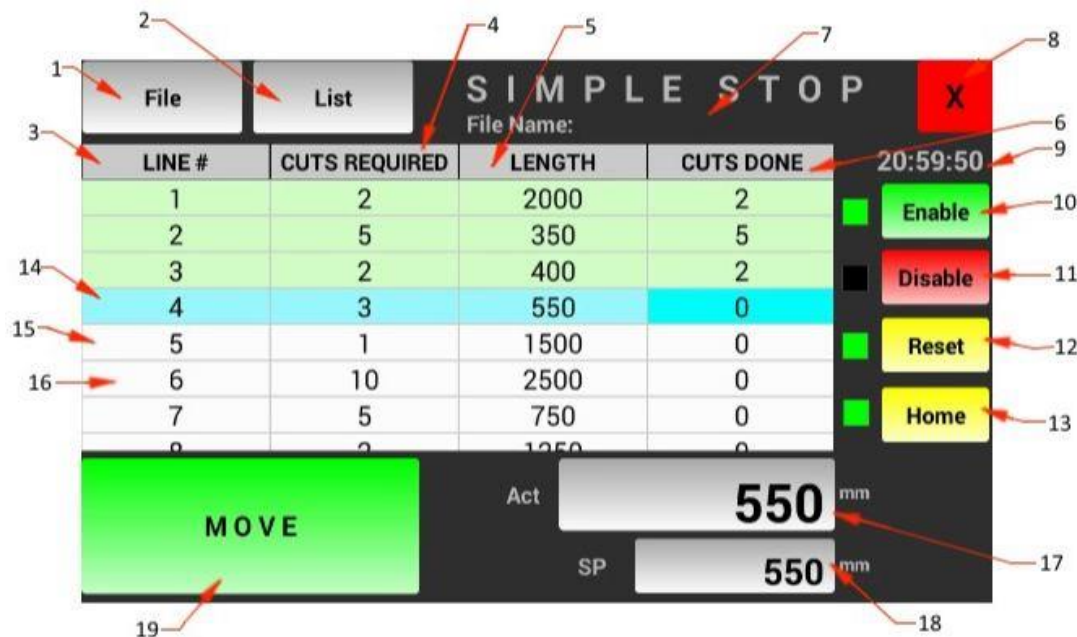 2
4
5
7
8
1
File
List
SIMPLE STOP
X
File Name:
3
6
LINE #
CUTS REQUIRED
LENGTH
CUTS DONE
20:59:50
9
1
2
2000
2
Enable
10
2
5
350
5
14
3
2
400
2
Disable
11
4
3
550
0
15
5
1
1500
0
Reset
12
16
6
10
2500
0
7
5
750
0
Home
13
MOVE
Act
550
mm
17
SP
550
mm
18
19